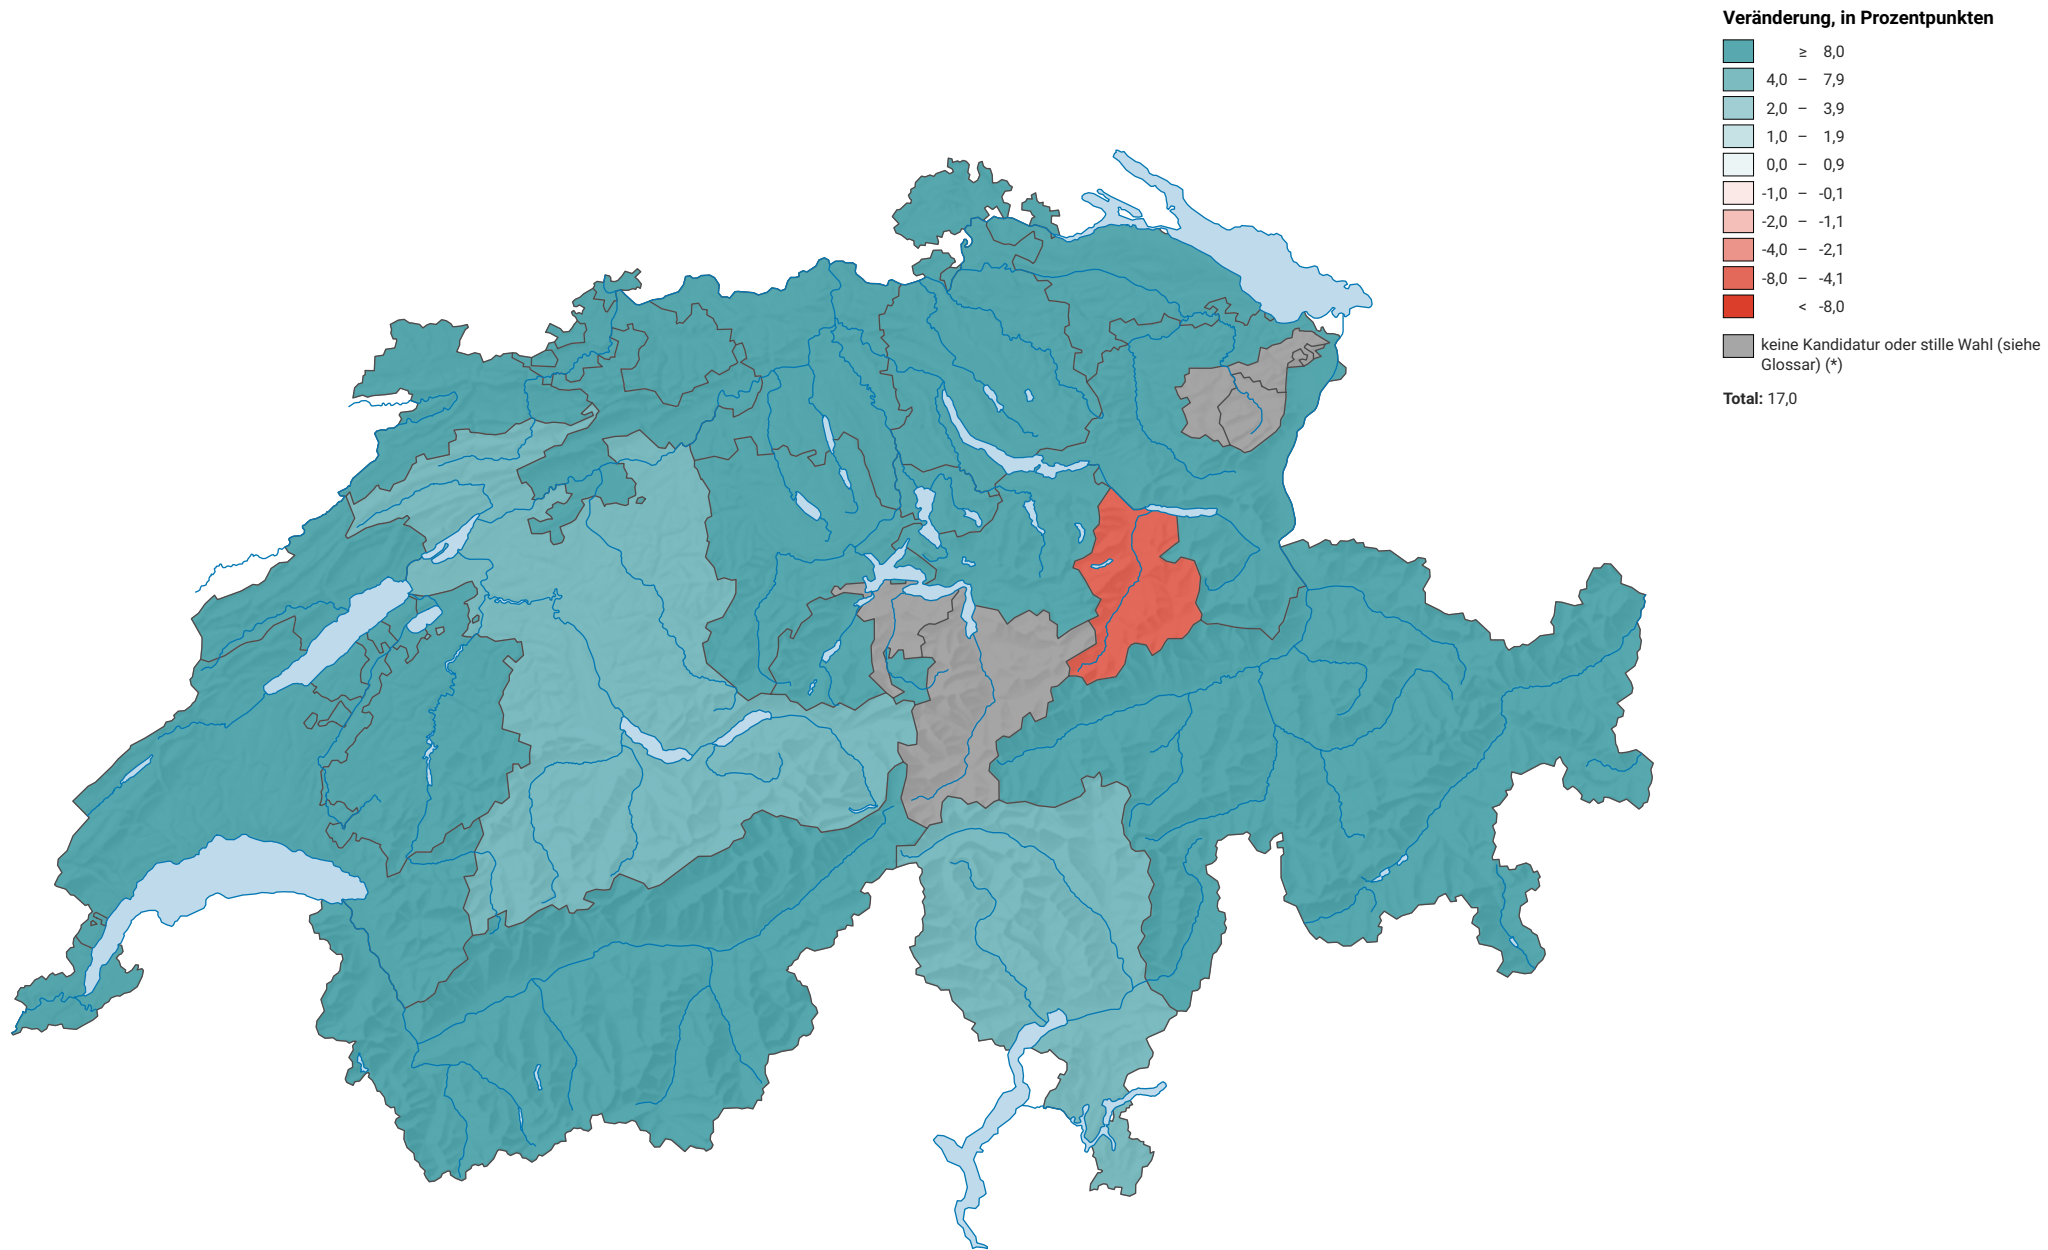 Veränderung, in Prozentpunkten
≥ 8,0
4,0 – 7,9
2,0 – 3,9
1,0 – 1,9
0,0 – 0,9
-1,0 – -0,1
-2,0 – -1,1
-4,0 – -2,1
-8,0 – -4,1
< -8,0
keine Kandidatur oder stille Wahl (siehe
Glossar) (*)
Total: 17,0